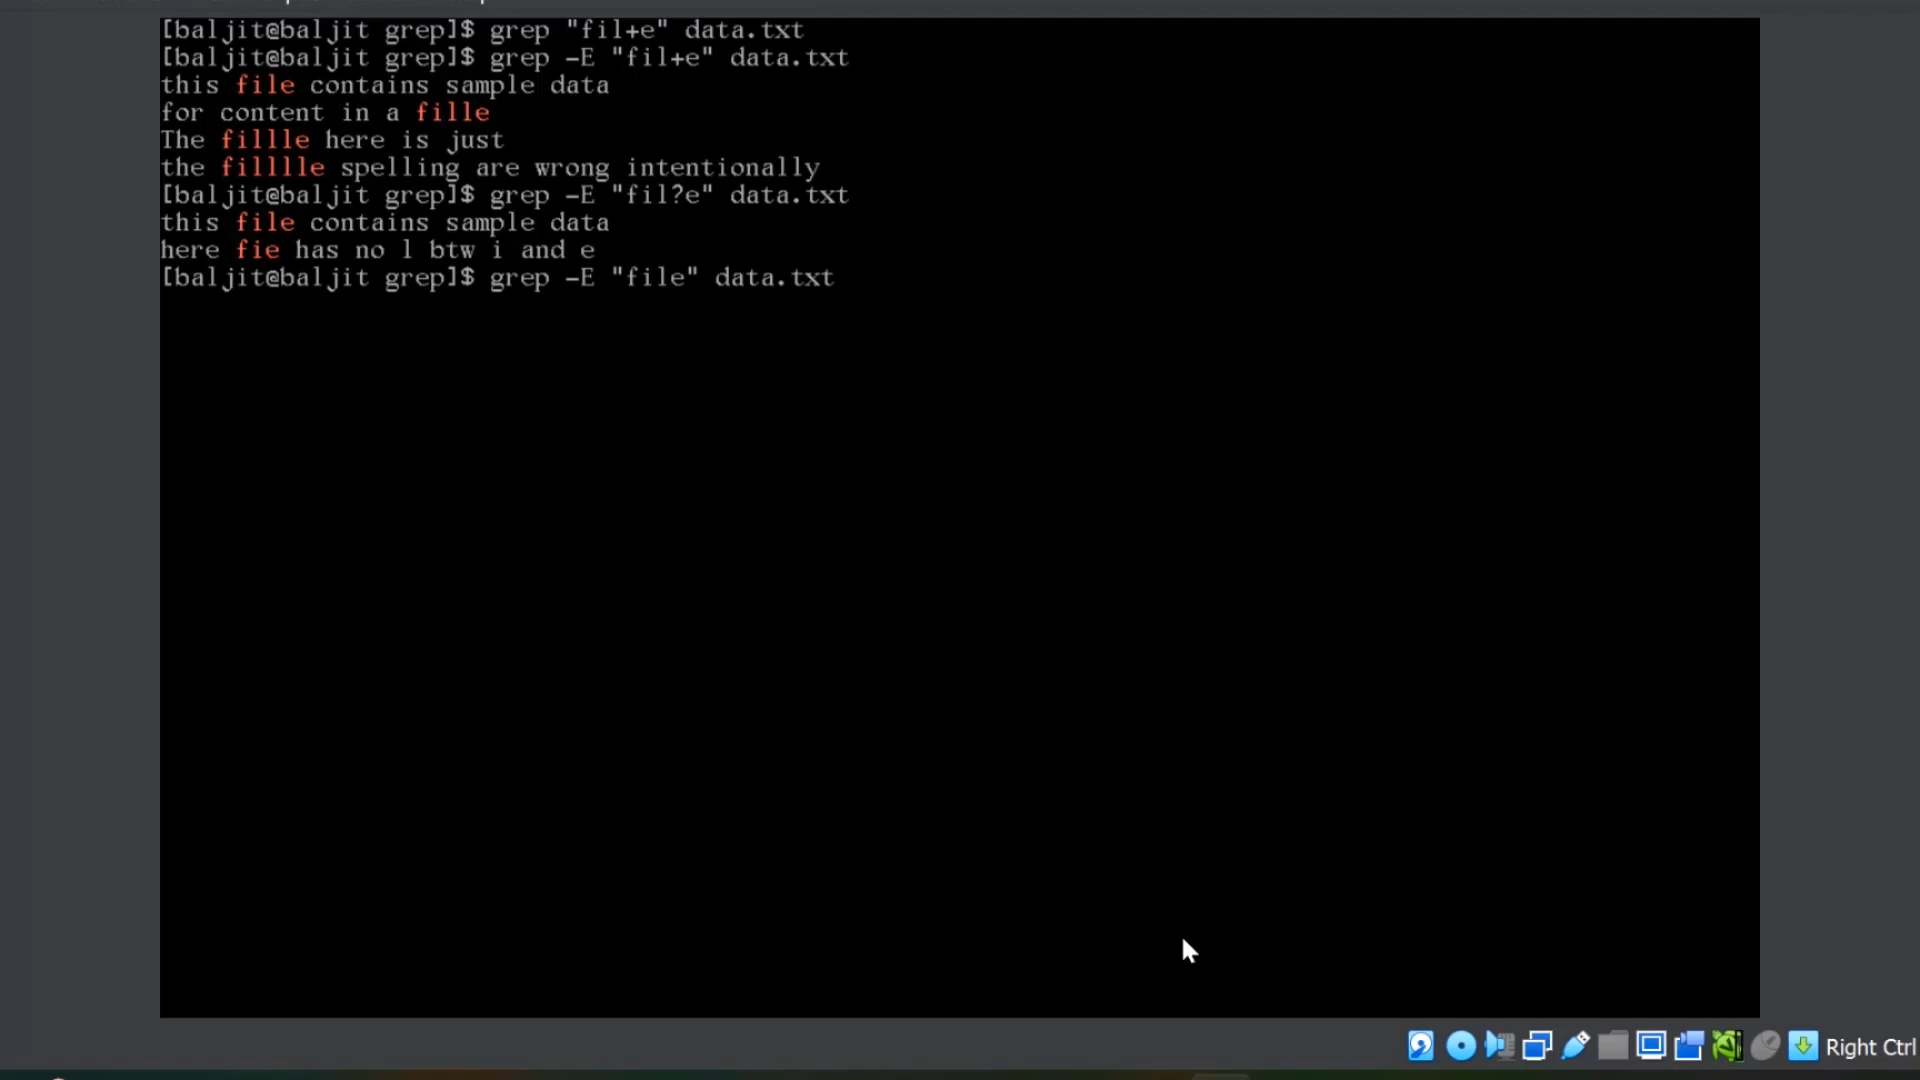 [baljit@baljit grep]$ grep "fil+e" data.txt
[baljit@baljit grep]$ grep -E "fil+e" data.txt
this file contains sample data
for content in a fille
The fillle here is just
the filllle spelling are wrong intentionally
[baljit@baljit grep]$ grep -E "fil?e" data.txt
this file contains sample data
here fie has no l btw i and e
[baljit@baljit grep]$ grep -E "file" data.txt
Right Ctrl